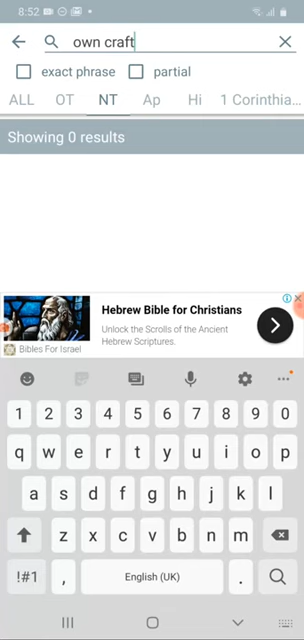 8:52
own craft
exact phrase partial
ALL OT NT Ap Hi 1 Corinthia...
Showing 0 results
Hebrew Bible for Christians
Unlock the Scrolls of the Ancient
Hebrew Scriptures.
Bibles For Israel
1 2 3 4 5 6 7 8 9 0
q w e r t y u i o p
a s d f g h j k l
z x c v b n m
!#1 , English (UK) .